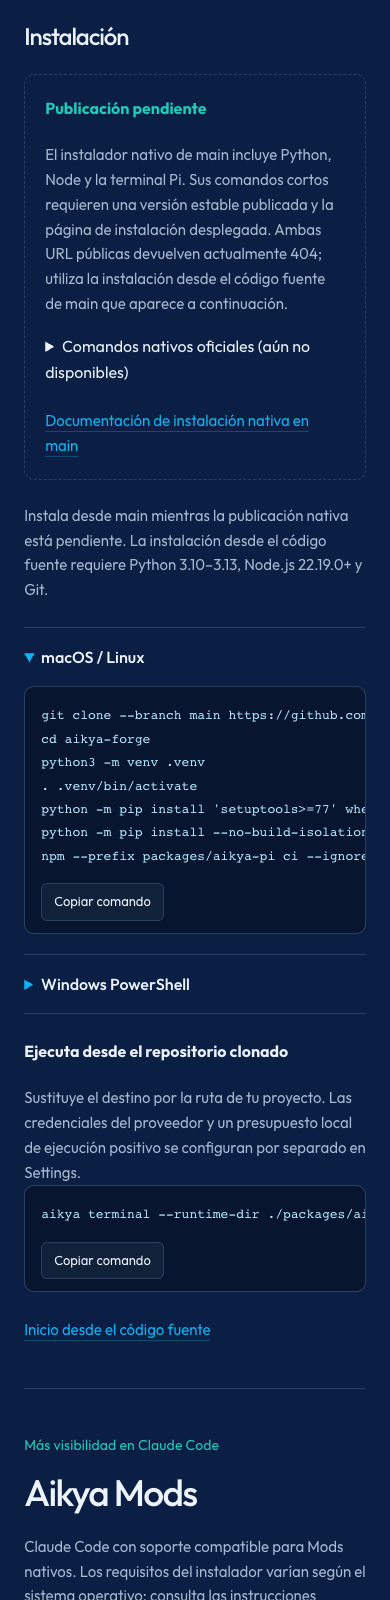 Instalación
Publicación pendiente
El instalador nativo de main incluye Python,
Node y la terminal Pi. Sus comandos cortos
requieren una versión estable publicada y la
página de instalación desplegada. Ambas
URL públicas devuelven actualmente 404;
utiliza la instalación desde el código fuente
de main que aparece a continuación.
▶ Comandos nativos oficiales (aún no
disponibles)
Documentación de instalación nativa en
main
Instala desde main mientras la publicación nativa
está pendiente. La instalación desde el código
fuente requiere Python 3.10–3.13, Node.js 22.19.0+ y
Git.
▼ macOS / Linux
git clone --branch main https://github.com
cd aikya-forge
python3 -m venv .venv
. .venv/bin/activate
python -m pip install 'setuptools>=77' whe
python -m pip install --no-build-isolation
npm --prefix packages/aikya-pi ci --ignore
Copiar comando
▶ Windows PowerShell
Ejecuta desde el repositorio clonado
Sustituye el destino por la ruta de tu proyecto. Las
credenciales del proveedor y un presupuesto local
de ejecución positivo se configuran por separado en
Settings.
aikya terminal --runtime-dir ./packages/ai
Copiar comando
Inicio desde el código fuente
Más visibilidad en Claude Code
Aikya Mods
Claude Code con soporte compatible para Mods
nativos. Los requisitos del instalador varían según el
sistema operativo; consulta las instrucciones